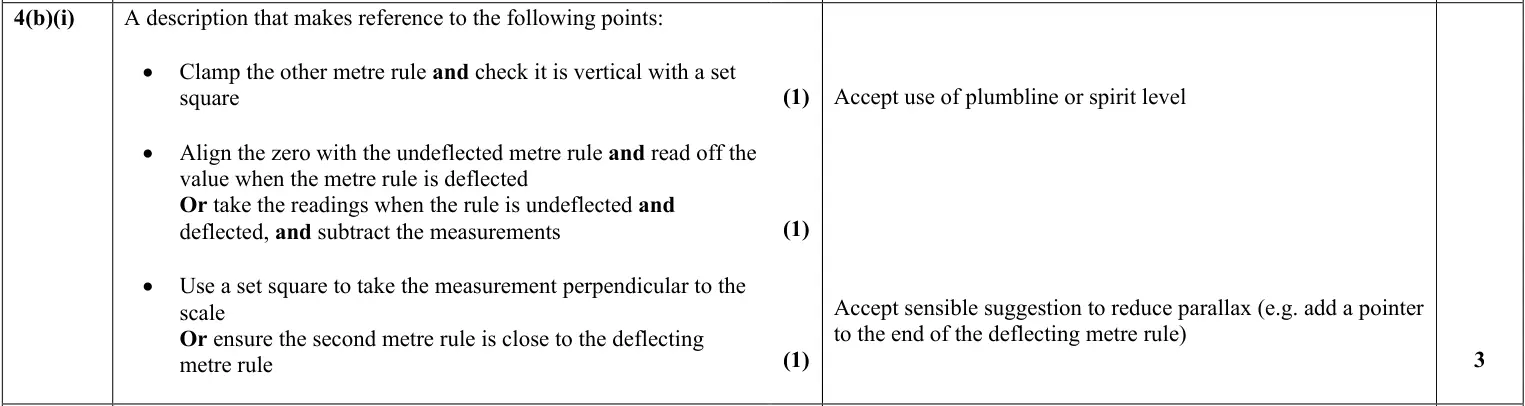 4(b)(i) A description that makes reference to the following points:
• Clamp the other metre rule and check it is vertical with a set
square (1) Accept use of plumbline or spirit level
• Align the zero with the undeflected metre rule and read off the
value when the metre rule is deflected
Or take the readings when the rule is undeflected and
deflected, and subtract the measurements (1)
• Use a set square to take the measurement perpendicular to the
scale
Or ensure the second metre rule is close to the deflecting
metre rule (1)
Accept sensible suggestion to reduce parallax (e.g. add a pointer
to the end of the deflecting metre rule)
3